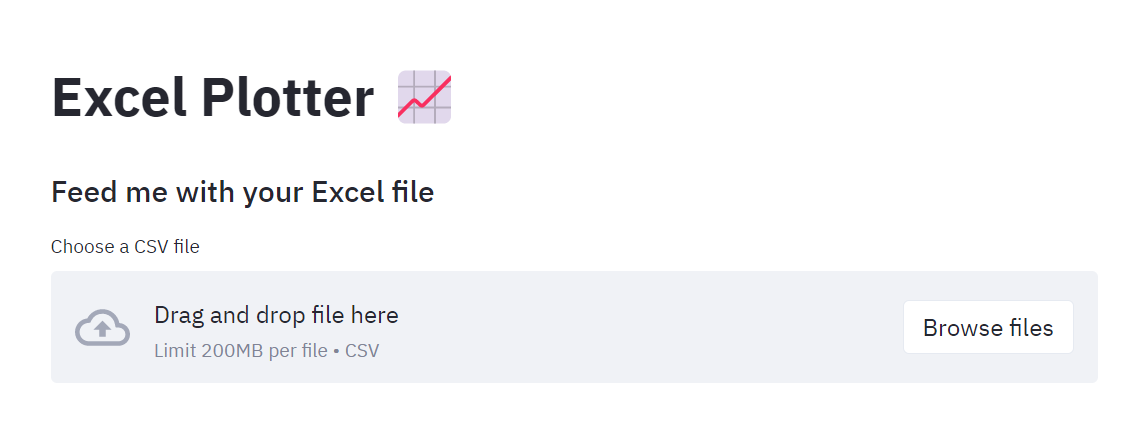 Excel Plotter
Feed me with your Excel file
Choose a CSV file
Drag and drop file here
Limit 200MB per file • CSV
Browse files